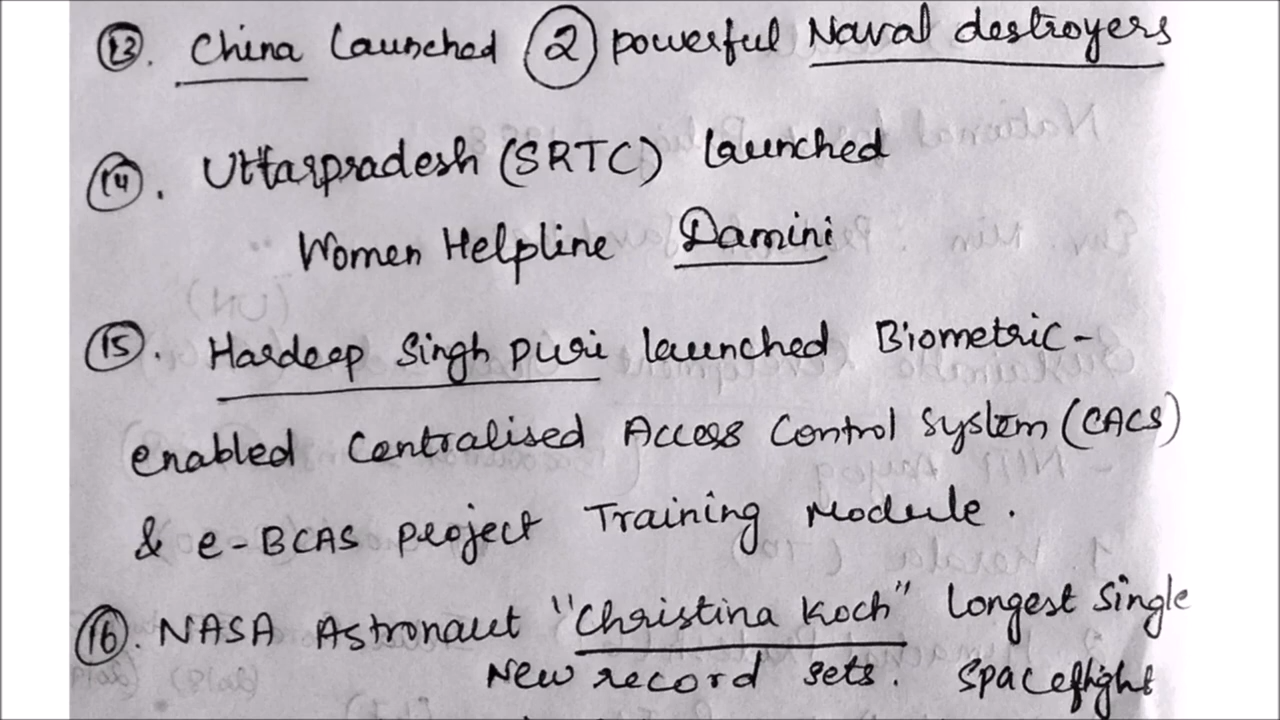 13. China Launched 2 powerful Naval destroyers
14. Uttarpradesh (SRTC) Launched
Women Helpline Damini
15. Hardeep Singh puri launched Biometric-
enabled Centralised Access Control System (CACS)
& e-BCAS project Training Module.
16. NASA Astronaut "Christina Koch" Longest Single
New record sets. Spaceflight